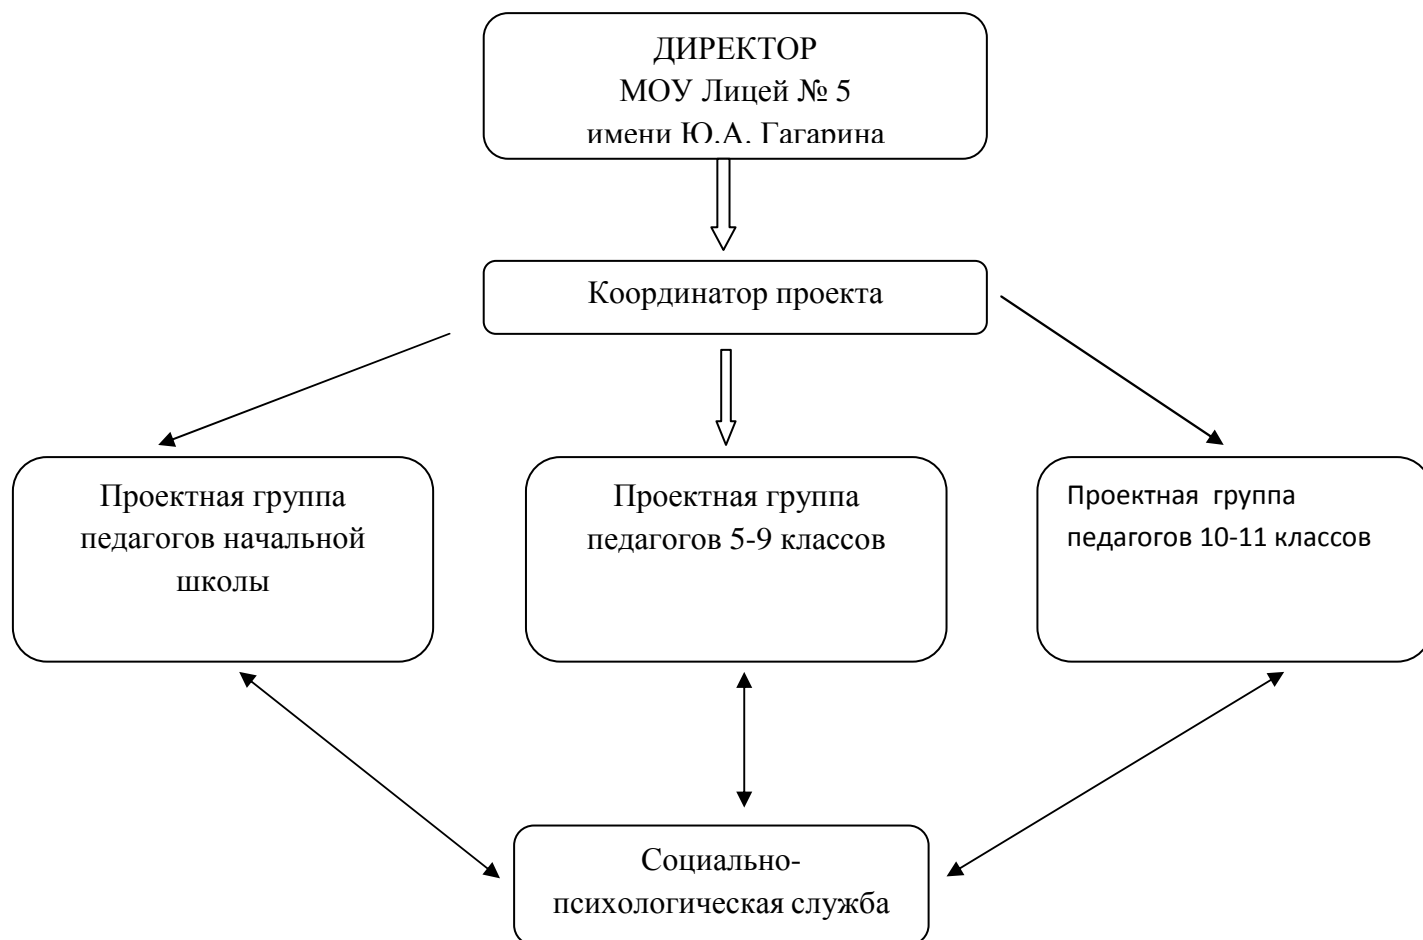 ДИРЕКТОР
МОУ Лицей № 5
имени Ю.А. Гагарина
Координатор проекта
Проектная группа
педагогов начальной
школы
Проектная группа
педагогов 5-9 классов
Проектная группа
педагогов 10-11 классов
Социально-
психологическая служба